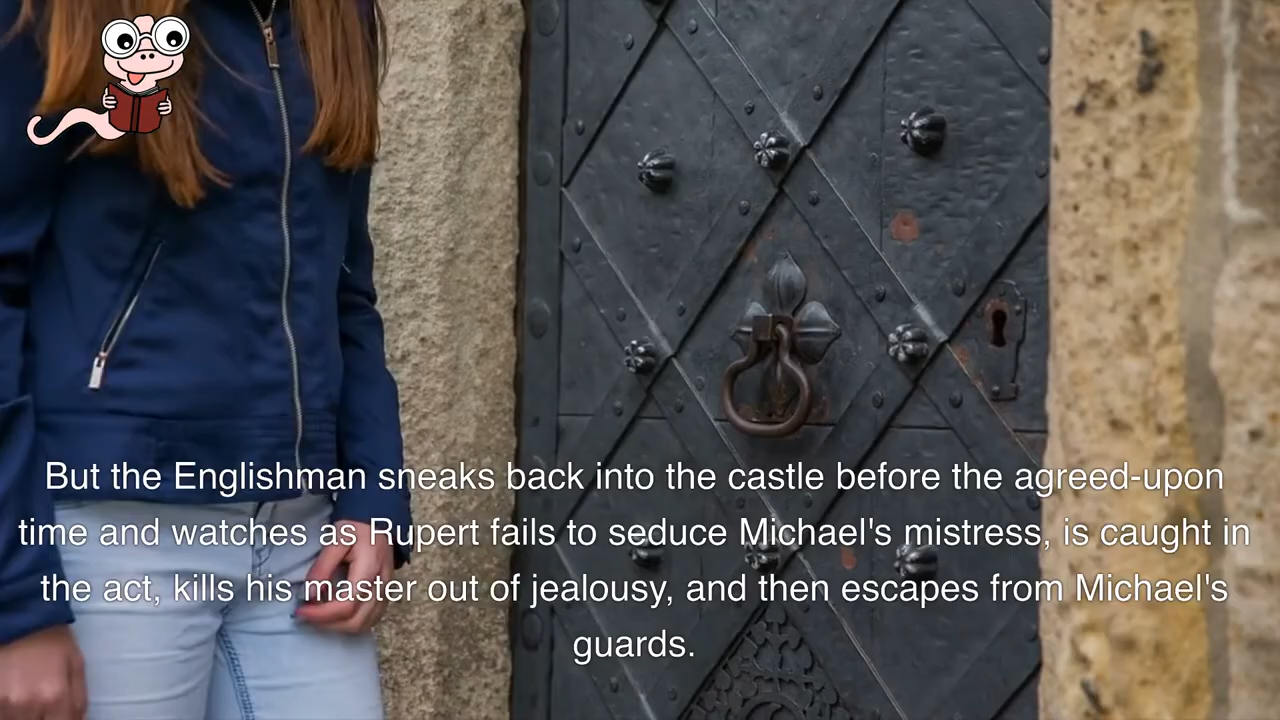 But the Englishman sneaks back into the castle before the agreed-upon
time and watches as Rupert fails to seduce Michael's mistress, is caught in
the act, kills his master out of jealousy, and then escapes from Michael's
guards.